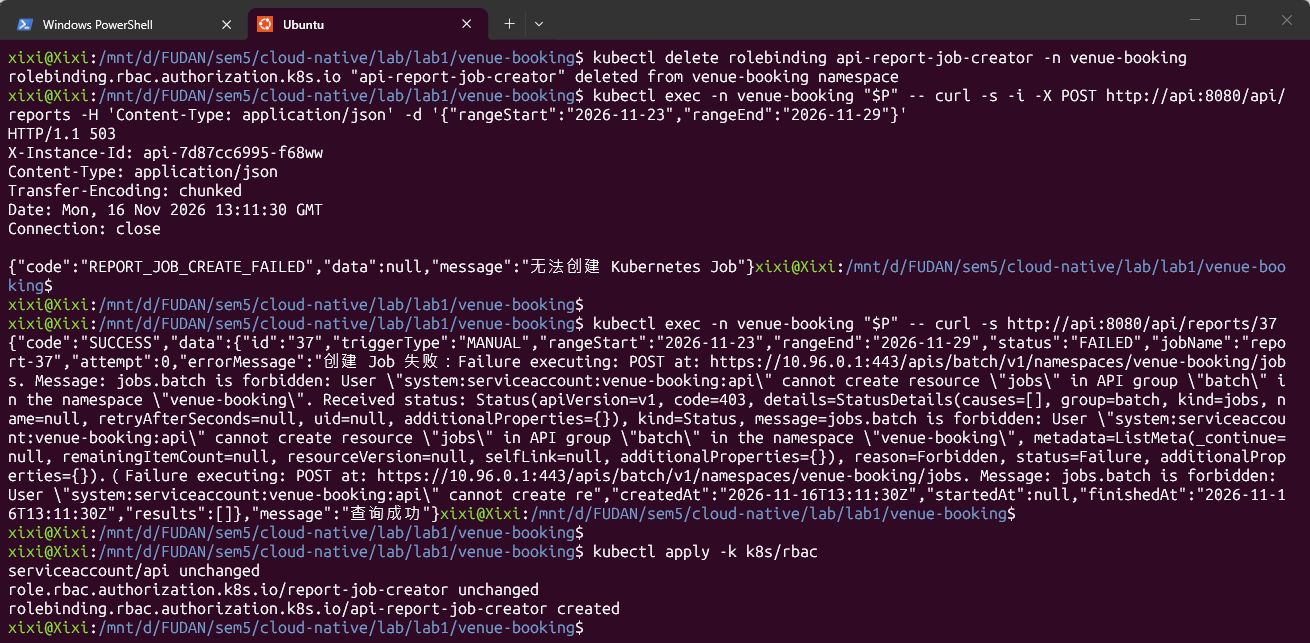 Windows PowerShell
Ubuntu
xixi@Xixi:/mnt/d/FUDAN/sem5/cloud-native/lab/lab1/venue-booking$ kubectl delete rolebinding api-report-job-creator -n venue-booking
rolebinding.rbac.authorization.k8s.io "api-report-job-creator" deleted from venue-booking namespace
xixi@Xixi:/mnt/d/FUDAN/sem5/cloud-native/lab/lab1/venue-booking$ kubectl exec -n venue-booking "$P" -- curl -s -i -X POST http://api:8080/api/
reports -H 'Content-Type: application/json' -d '{"rangeStart":"2026-11-23","rangeEnd":"2026-11-29"}'
HTTP/1.1 503
X-Instance-Id: api-7d87cc6995-f68ww
Content-Type: application/json
Transfer-Encoding: chunked
Date: Mon, 16 Nov 2026 13:11:30 GMT
Connection: close
{"code":"REPORT_JOB_CREATE_FAILED","data":null,"message":"无法创建 Kubernetes Job"}xixi@Xixi:/mnt/d/FUDAN/sem5/cloud-native/lab/lab1/venue-boo
king$
xixi@Xixi:/mnt/d/FUDAN/sem5/cloud-native/lab/lab1/venue-booking$
xixi@Xixi:/mnt/d/FUDAN/sem5/cloud-native/lab/lab1/venue-booking$ kubectl exec -n venue-booking "$P" -- curl -s http://api:8080/api/reports/37
{"code":"SUCCESS","data":{"id":"37","triggerType":"MANUAL","rangeStart":"2026-11-23","rangeEnd":"2026-11-29","status":"FAILED","jobName":"repo
rt-37","attempt":0,"errorMessage":"创建 Job 失败：Failure executing: POST at: https://10.96.0.1:443/apis/batch/v1/namespaces/venue-booking/job
s. Message: jobs.batch is forbidden: User \"system:serviceaccount:venue-booking:api\" cannot create resource \"jobs\" in API group \"batch\" i
n the namespace \"venue-booking\". Received status: Status(apiVersion=v1, code=403, details=StatusDetails(causes=[], group=batch, kind=jobs, n
ame=null, retryAfterSeconds=null, uid=null, additionalProperties={}), kind=Status, message=jobs.batch is forbidden: User \"system:serviceaccou
nt:venue-booking:api\" cannot create resource \"jobs\" in API group \"batch\" in the namespace \"venue-booking\", metadata=ListMeta(_continue=
null, remainingItemCount=null, resourceVersion=null, selfLink=null, additionalProperties={}), reason=Forbidden, status=Failure, additionalProp
erties={}).（Failure executing: POST at: https://10.96.0.1:443/apis/batch/v1/namespaces/venue-booking/jobs. Message: jobs.batch is forbidden:
User \"system:serviceaccount:venue-booking:api\" cannot create re","createdAt":"2026-11-16T13:11:30Z","startedAt":null,"finishedAt":"2026-11-1
6T13:11:30Z","results":[]},"message":"查询成功"}xixi@Xixi:/mnt/d/FUDAN/sem5/cloud-native/lab/lab1/venue-booking$
xixi@Xixi:/mnt/d/FUDAN/sem5/cloud-native/lab/lab1/venue-booking$
xixi@Xixi:/mnt/d/FUDAN/sem5/cloud-native/lab/lab1/venue-booking$ kubectl apply -k k8s/rbac
serviceaccount/api unchanged
role.rbac.authorization.k8s.io/report-job-creator unchanged
rolebinding.rbac.authorization.k8s.io/api-report-job-creator created
xixi@Xixi:/mnt/d/FUDAN/sem5/cloud-native/lab/lab1/venue-booking$